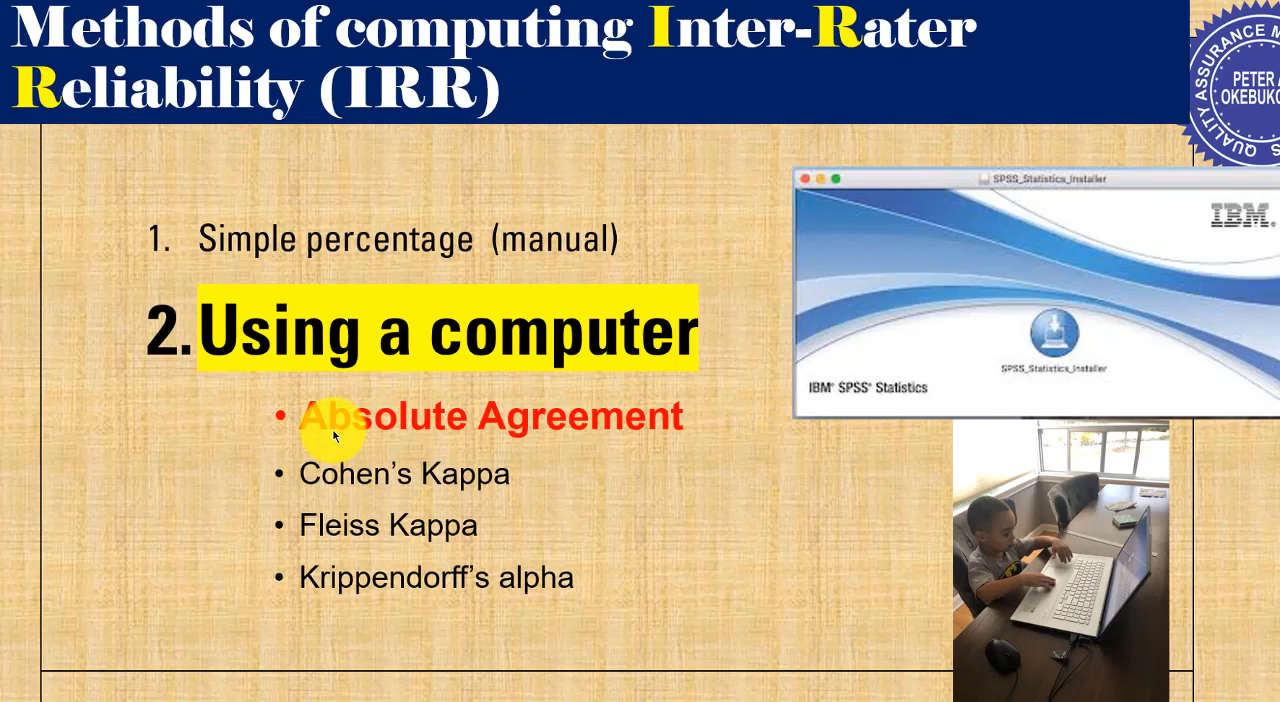 Methods of computing Inter-Rater
Reliability (IRR)
ASSURANCE
PETER
QUALITY
SPSS_Statistics_Installer
IBM.
1. Simple percentage (manual)
2. Using a computer
SPSS_Statistics_Installer
IBM® SPSS® Statistics
• Absolute Agreement
• Cohen’s Kappa
• Fleiss Kappa
• Krippendorff’s alpha